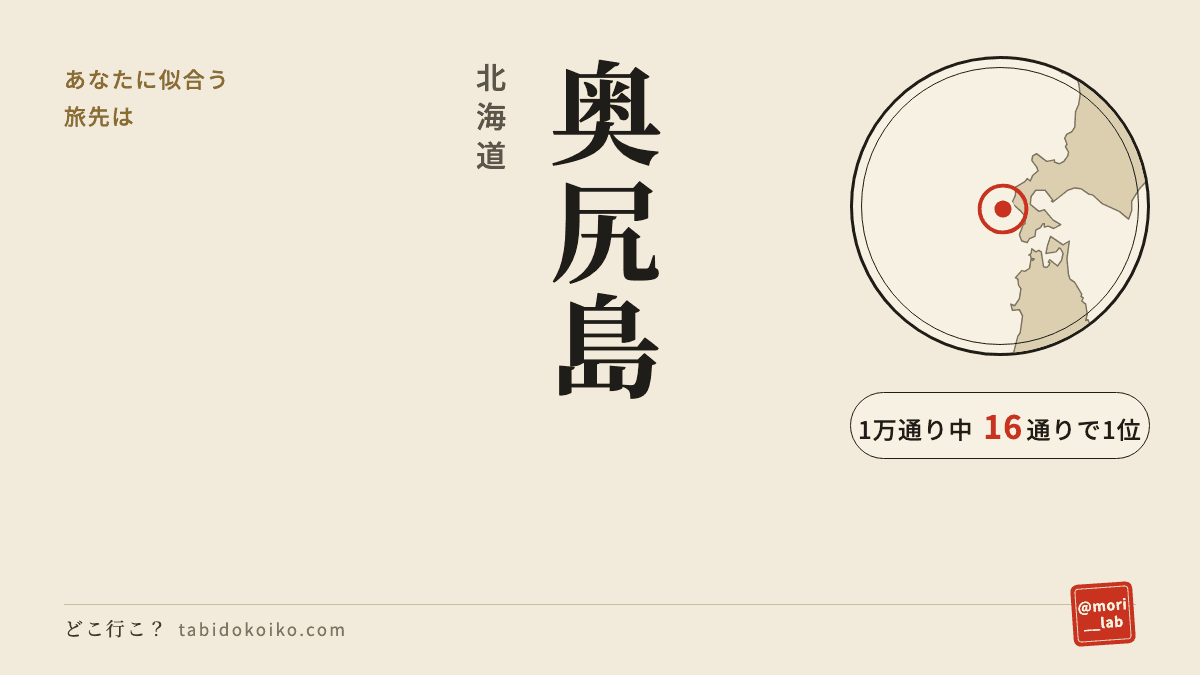 あなたに似合う
旅先は
奥尻島
北海道
1万通り中 16通りで1位
どこ行こ？ tabidokoiko.com
@mori
__lab